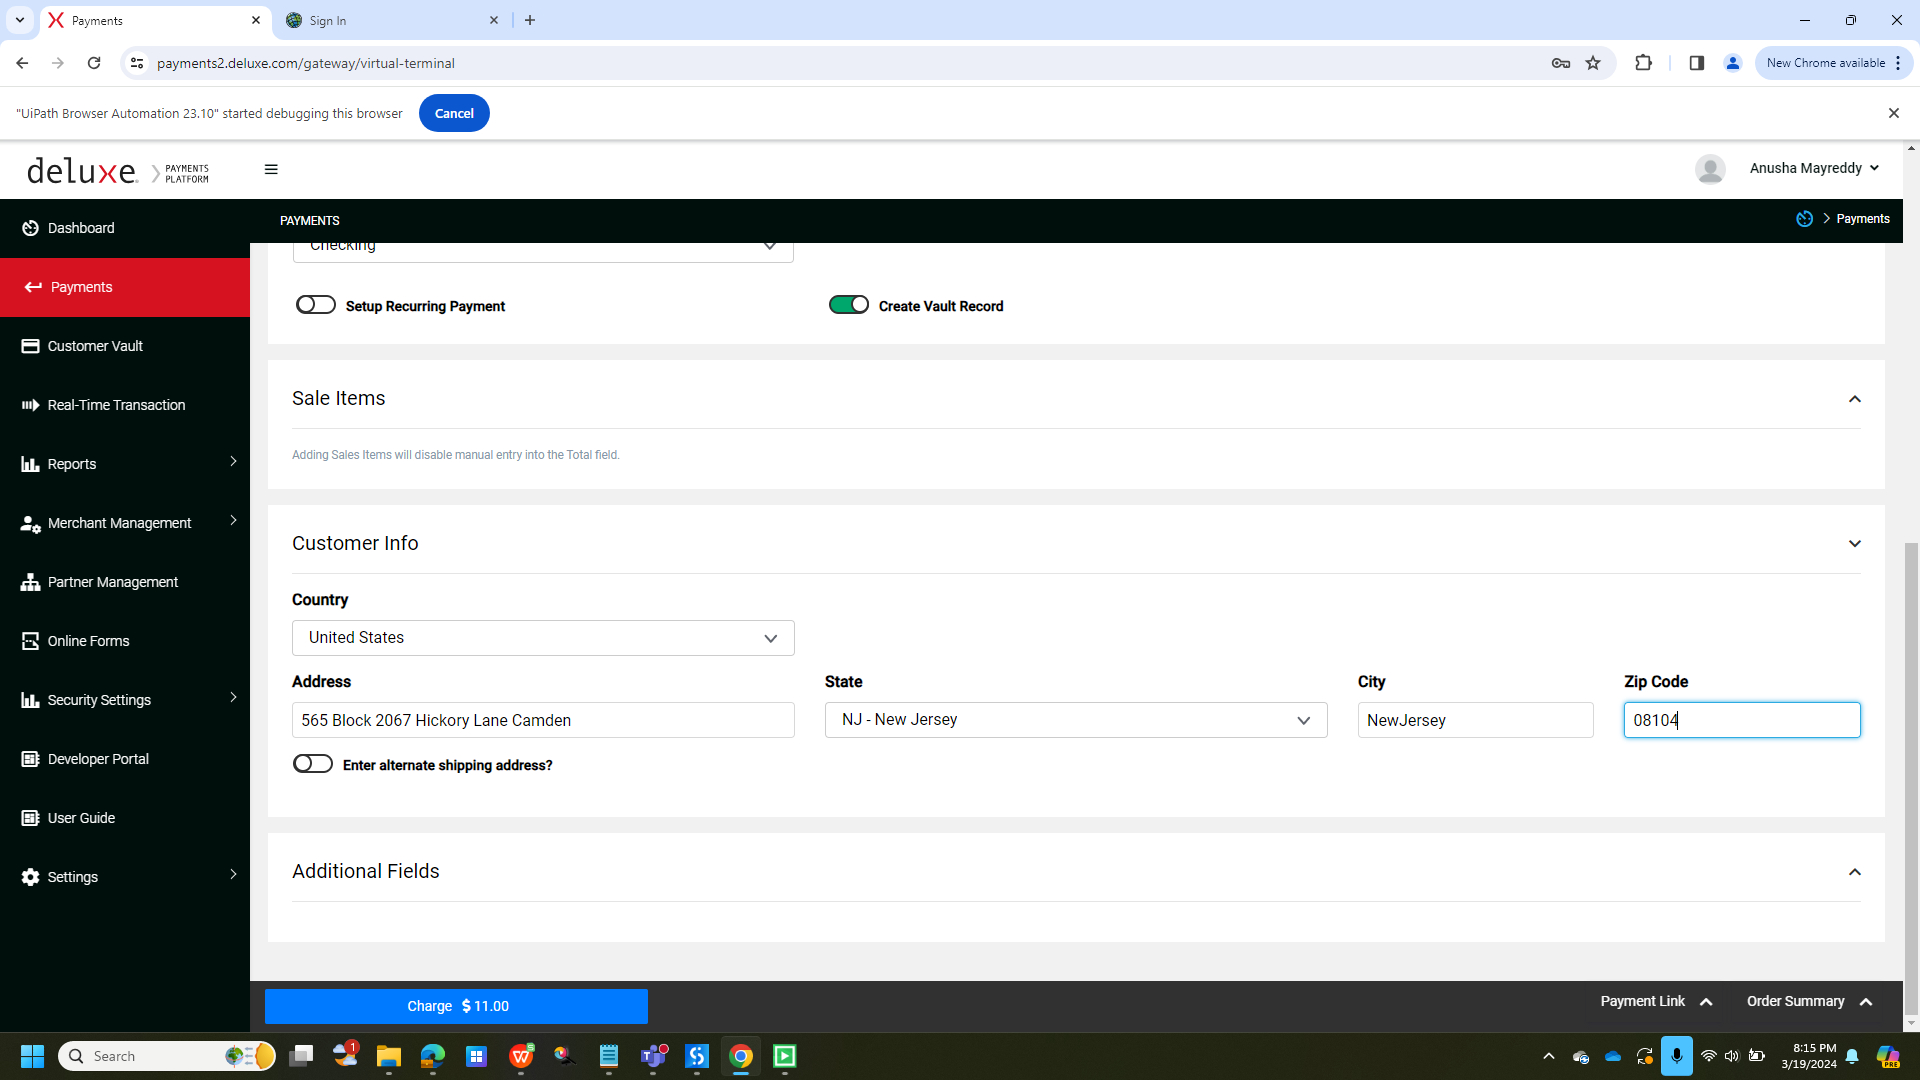 Payments
Sign In
payments2.deluxe.com/gateway/virtual-terminal
New Chrome available
"UiPath Browser Automation 23.10" started debugging this browser
Cancel
deluxe.
PAYMENTS
PLATFORM
Anusha Mayreddy
Dashboard
PAYMENTS
Payments
Payments
Checking
Setup Recurring Payment
Create Vault Record
Customer Vault
Real-Time Transaction
Sale Items
Adding Sales Items will disable manual entry into the Total field.
Reports
Merchant Management
Customer Info
Partner Management
Country
United States
Online Forms
Address
State
City
Zip Code
Security Settings
565 Block 2067 Hickory Lane Camden
NJ - New Jersey
NewJersey
08104
Developer Portal
Enter alternate shipping address?
User Guide
Additional Fields
Settings
Charge $ 11.00
Payment Link
Order Summary
Search
1
8:15 PM
3/19/2024
PRE